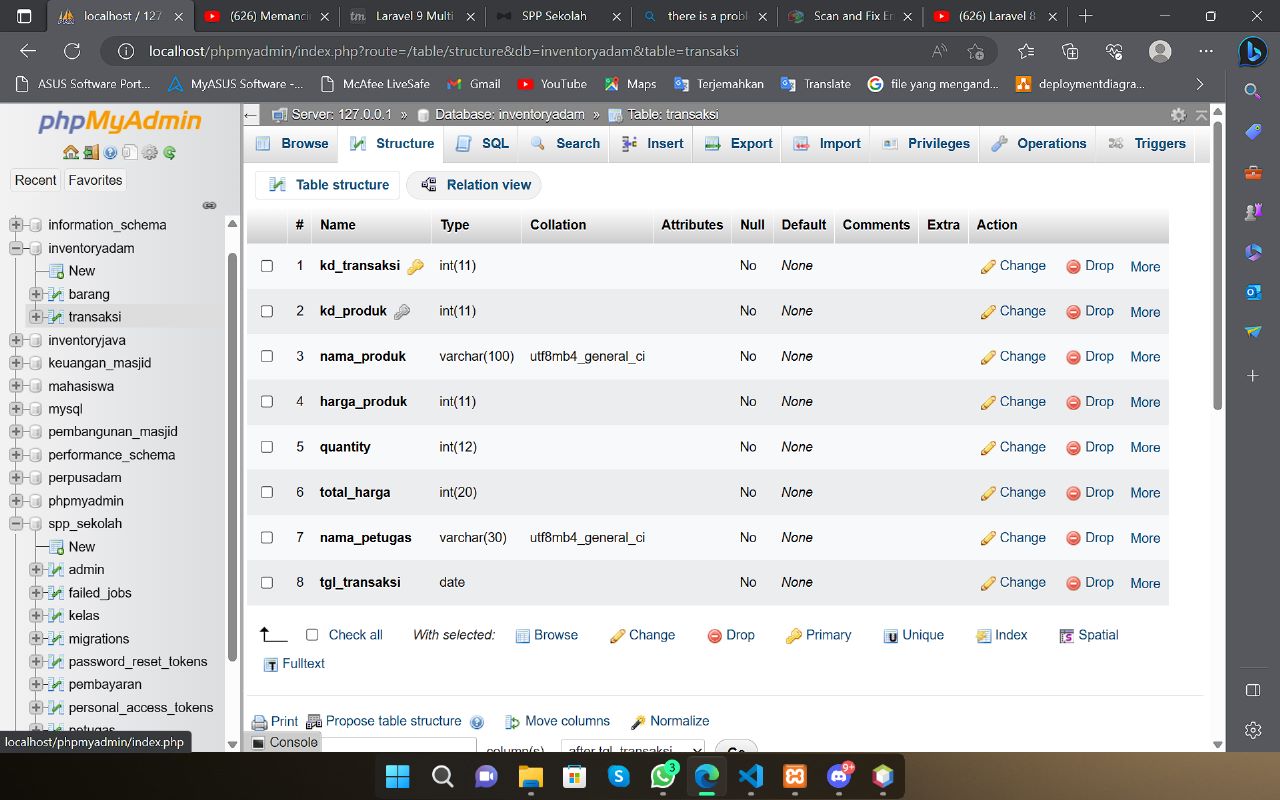 localhost / 127
(626) Memancin
Laravel 9 Multi
SPP Sekolah
there is a probl
Scan and Fix Er
(626) Laravel 8
localhost/phpmyadmin/index.php?route=/table/structure&db=inventoryadam&table=transaksi
ASUS Software Port...
MyASUS Software -...
McAfee LiveSafe
Gmail
YouTube
Maps
Terjemahkan
Translate
file yang mengand...
deploymentdiagra...
phpMyAdmin
Recent Favorites
information_schema
inventoryadam
New
barang
transaksi
inventoryjava
keuangan_masjid
mahasiswa
mysql
pembangunan_masjid
performance_schema
perpusadam
phpmyadmin
spp_sekolah
New
admin
failed_jobs
kelas
migrations
password_reset_tokens
pembayaran
personal_access_tokens
petugas
localhost/phpmyadmin/index.php
Server: 127.0.0.1 » Database: inventoryadam » Table: transaksi
Browse Structure SQL Search Insert Export Import Privileges Operations Triggers
Table structure Relation view
# Name Type Collation Attributes Null Default Comments Extra Action
1 kd_transaksi int(11) No None Change Drop More
2 kd_produk int(11) No None Change Drop More
3 nama_produk varchar(100) utf8mb4_general_ci No None Change Drop More
4 harga_produk int(11) No None Change Drop More
5 quantity int(12) No None Change Drop More
6 total_harga int(20) No None Change Drop More
7 nama_petugas varchar(30) utf8mb4_general_ci No None Change Drop More
8 tgl_transaksi date No None Change Drop More
Check all With selected: Browse Change Drop Primary Unique Index Spatial
Fulltext
Print Propose table structure Move columns Normalize
Console
column(s) after tgl_transaksi Go
3
9+